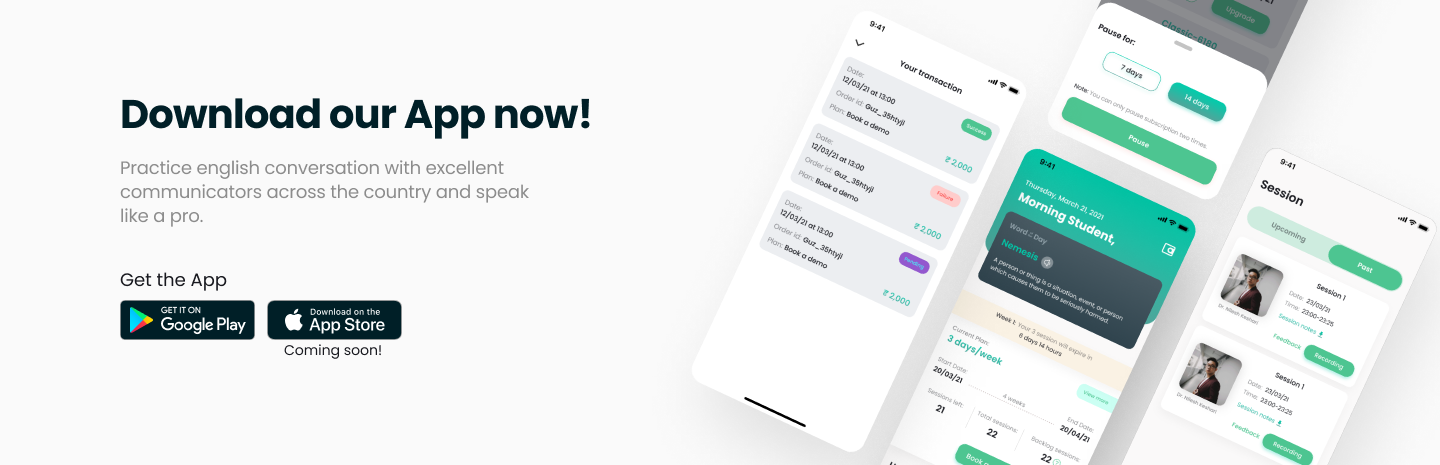 Download our App now!
Practice english conversation with excellent
communicators across the country and speak
like a pro.
Get the App
GET IT ON
Google Play
Download on the
App Store
Coming soon!
9:41
Your transaction
Date:
12/03/21 at 13:00
Order id: Guz_35htyji
Plan: Book a demo
Success
₹ 2,000
Date:
12/03/21 at 13:00
Order id: Guz_35htyji
Plan: Book a demo
Failure
₹ 2,000
Date:
12/03/21 at 13:00
Order id: Guz_35htyji
Plan: Book a demo
Pending
₹ 2,000
Upgrade
Classic-6180
Pause for:
7 days
14 days
Note: You can only pause subscription two times.
Pause
9:41
Thursday, March 21, 2021
Morning Student,
Word of the Day
Nemesis
A person or thing is a situation, event, or person
which causes them to be seriously harmed.
Week 1: Your 3 session will expire in
6 days 14 hours
Current Plan:
3 days/week
View more
Start Date:
20/03/21
4 weeks
End Date:
20/04/21
Sessions left:
21
Total sessions:
22
Backlog sessions:
22
Book a
9:41
Session
Upcoming
Past
Session 1
Date: 23/03/21
Time: 23:00-23:25
Session notes
Dr. Nilesh Keshari
Feedback
Recording
Session 1
Date: 23/03/21
Time: 23:00-23:25
Session notes
Dr. Nilesh Keshari
Feedback
Recording